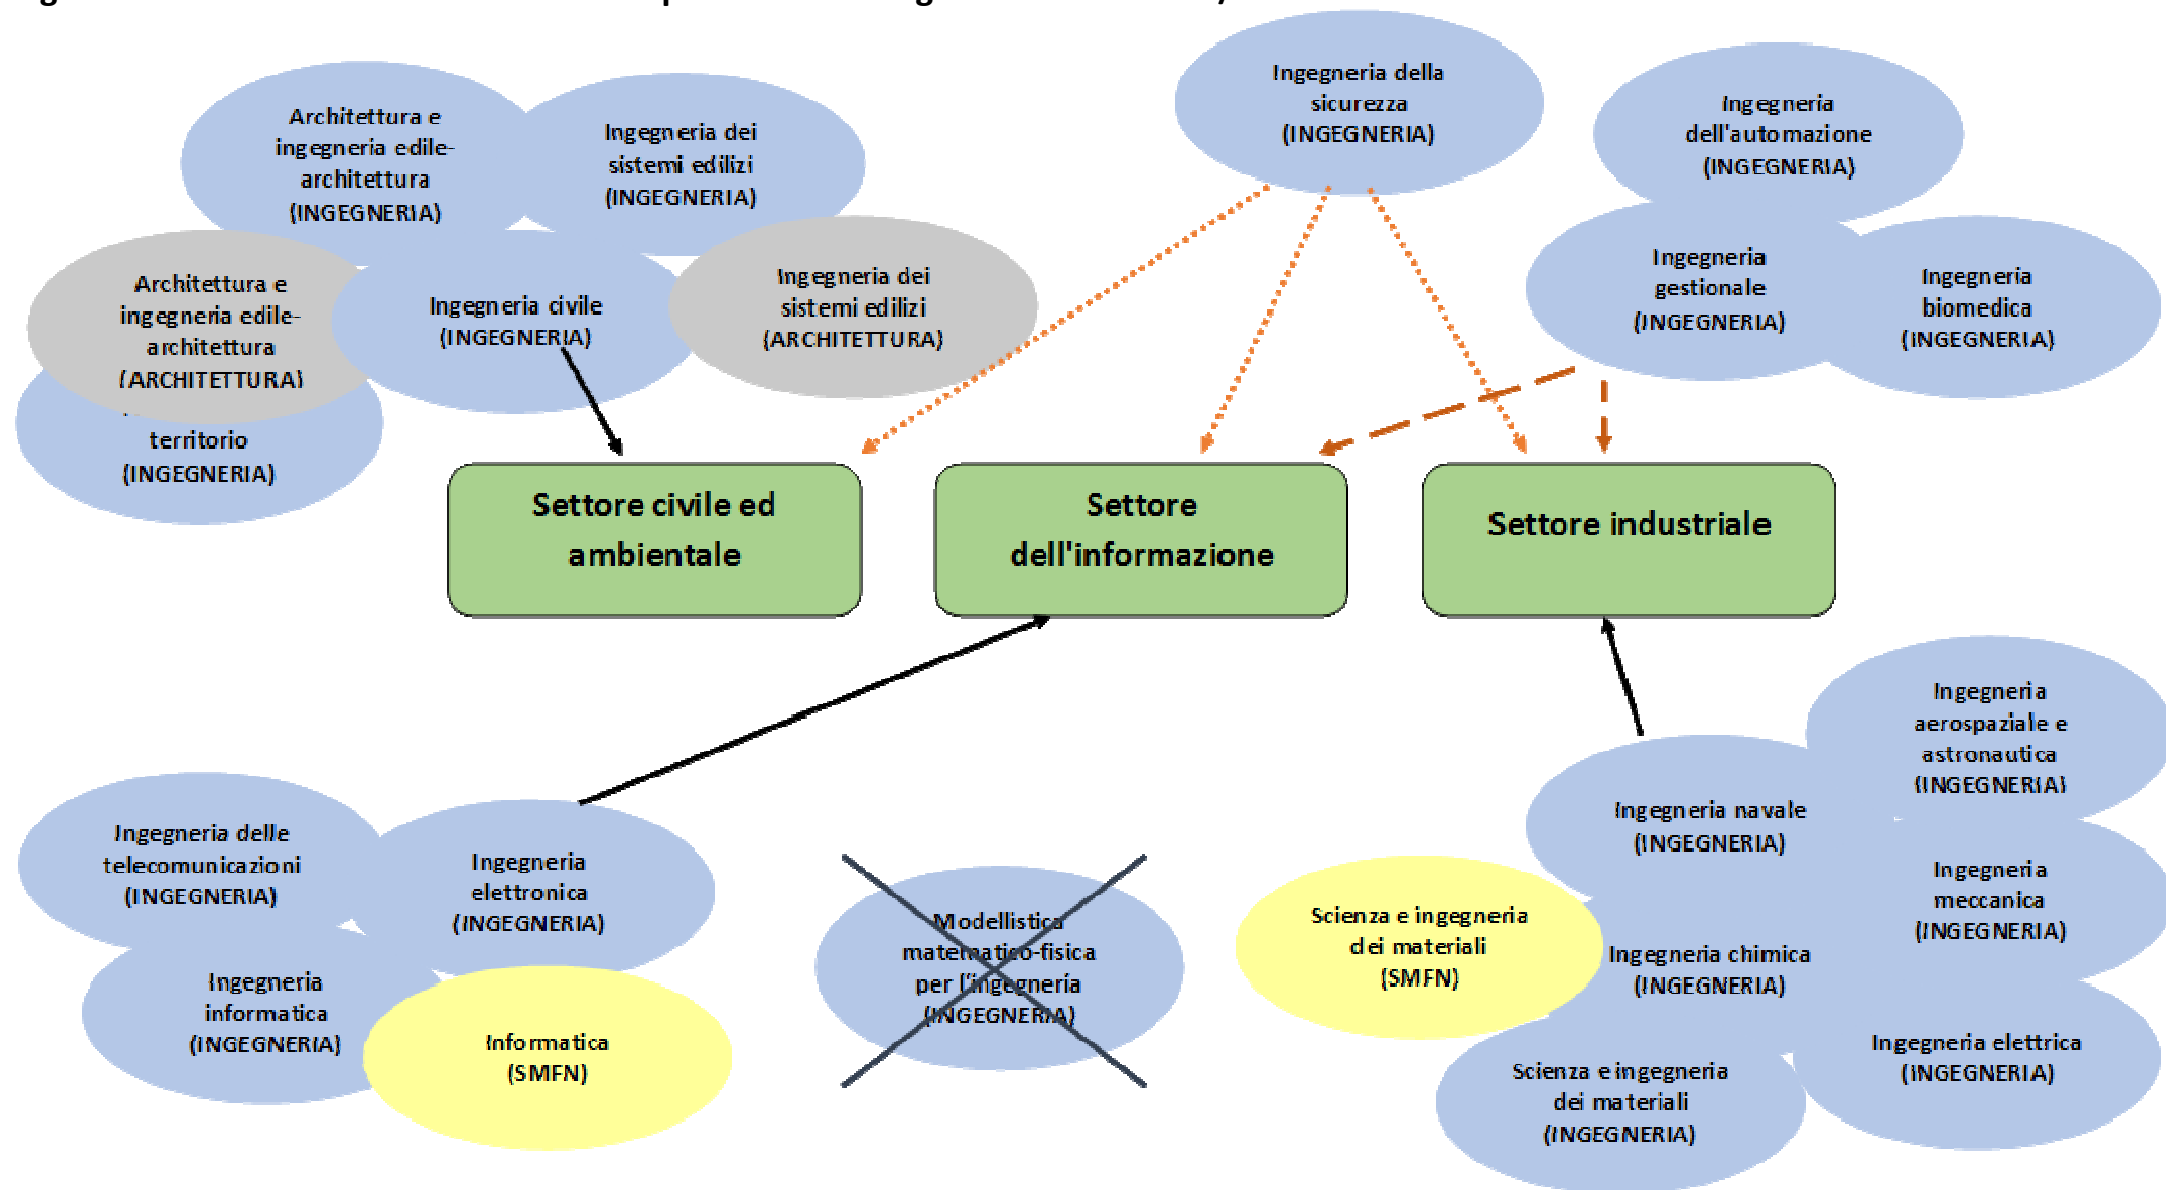 Architettura e
ingegneria edile-
architettura
(INGEGNERIA)
Ingegneria dei
sistemi edilizi
(INGEGNERIA)
Ingegneria della
sicurezza
(INGEGNERIA)
Ingegneria
dell'automazione
(INGEGNERIA)
Architettura e
ingegneria edile-
architettura
(ARCHITETTURA)
Ingegneria civile
(INGEGNERIA)
Ingegneria dei
sistemi edilizi
(ARCHITETTURA)
Ingegneria
gestionale
(INGEGNERIA)
Ingegneria
biomedica
(INGEGNERIA)
territorio
(INGEGNERIA)
Settore civile ed
ambientale
Settore
dell'informazione
Settore industriale
Ingegneria
aerospaziale e
astronautica
(INGEGNERIA)
Ingegneria navale
(INGEGNERIA)
Ingegneria delle
telecomunicazioni
(INGEGNERIA)
Ingegneria
elettronica
(INGEGNERIA)
Modellistica
matematico-fisica
per l'ingegneria
(INGEGNERIA)
Scienza e ingegneria
dei materiali
(SMFN)
Ingegneria chimica
(INGEGNERIA)
Ingegneria
meccanica
(INGEGNERIA)
Ingegneria
informatica
(INGEGNERIA)
Informatica
(SMFN)
Scienza e ingegneria
dei materiali
(INGEGNERIA)
Ingegneria elettrica
(INGEGNERIA)